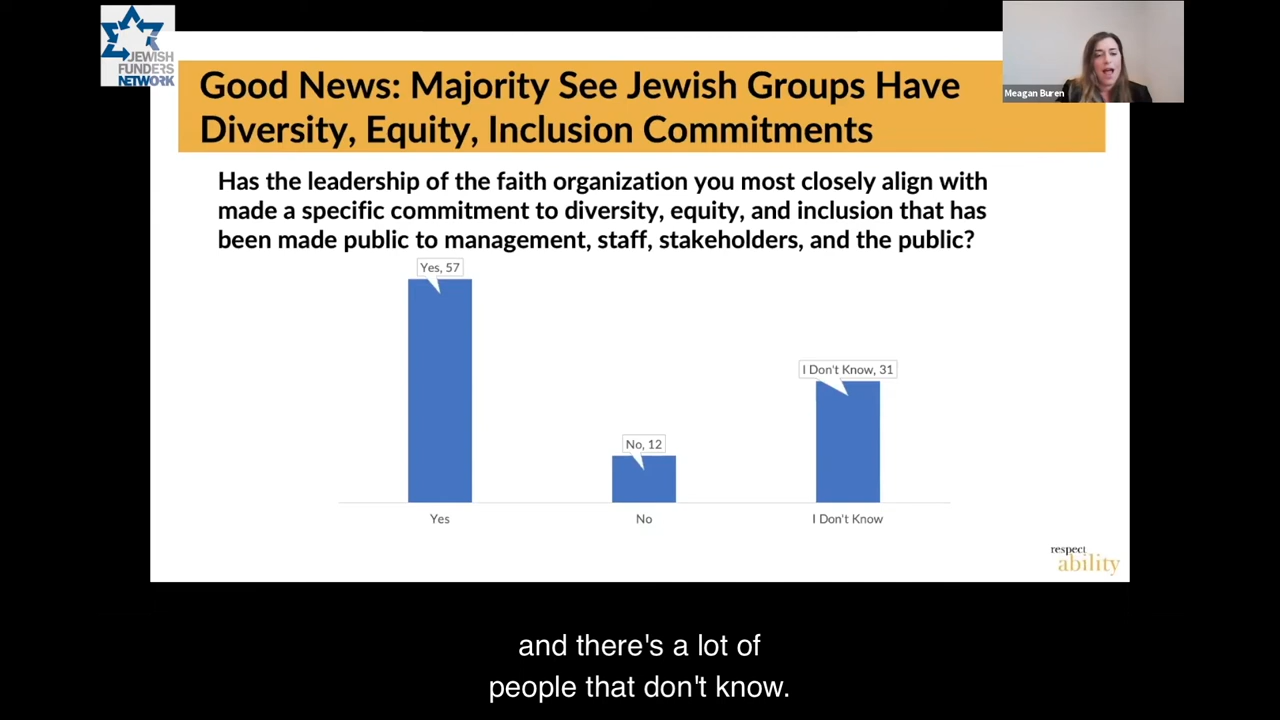 JEWISH
FUNDERS
NETWORK
Good News: Majority See Jewish Groups Have
Diversity, Equity, Inclusion Commitments
Meagan Buren
Has the leadership of the faith organization you most closely align with
made a specific commitment to diversity, equity, and inclusion that has
been made public to management, staff, stakeholders, and the public?
Yes, 57
I Don't Know, 31
No, 12
Yes
No
I Don't Know
respect
ability
and there's a lot of
people that don't know.